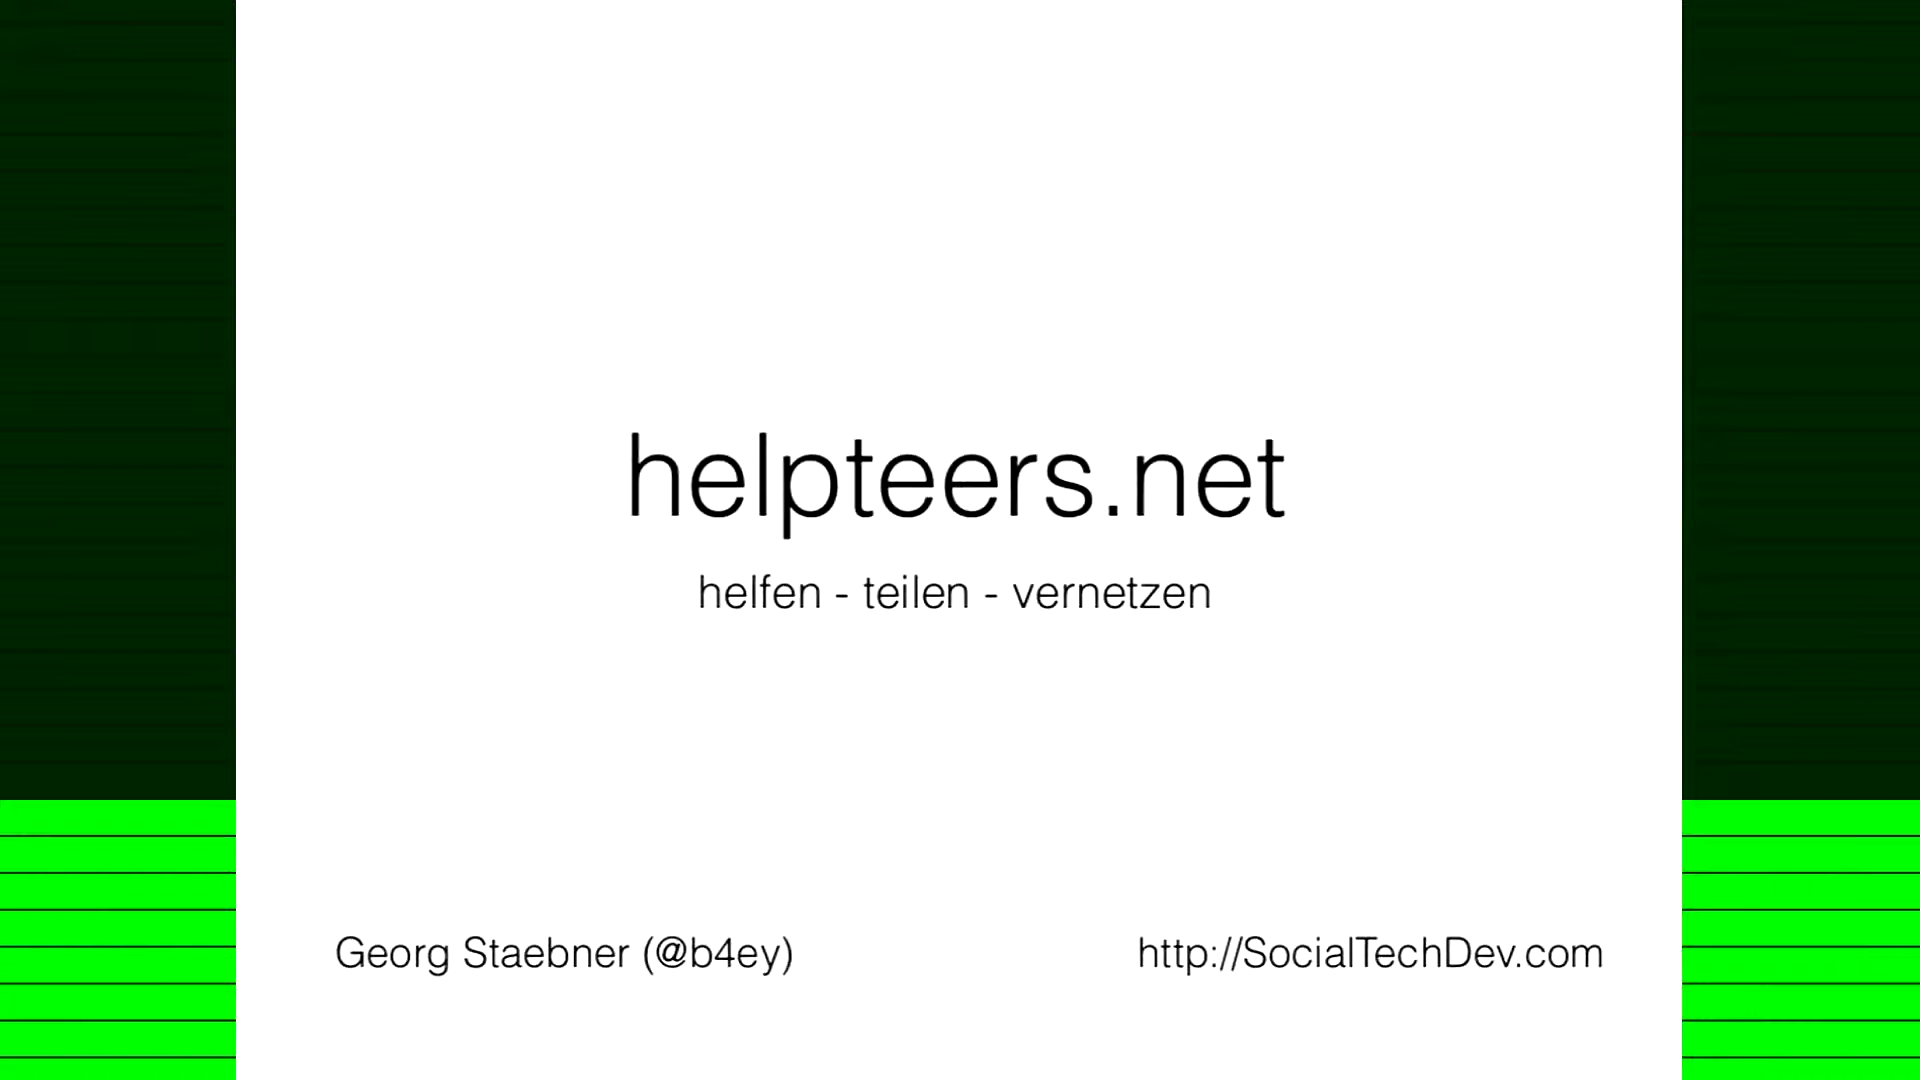 helpteers.net
helfen - teilen - vernetzen
Georg Staebner (@b4ey)
http://SocialTechDev.com